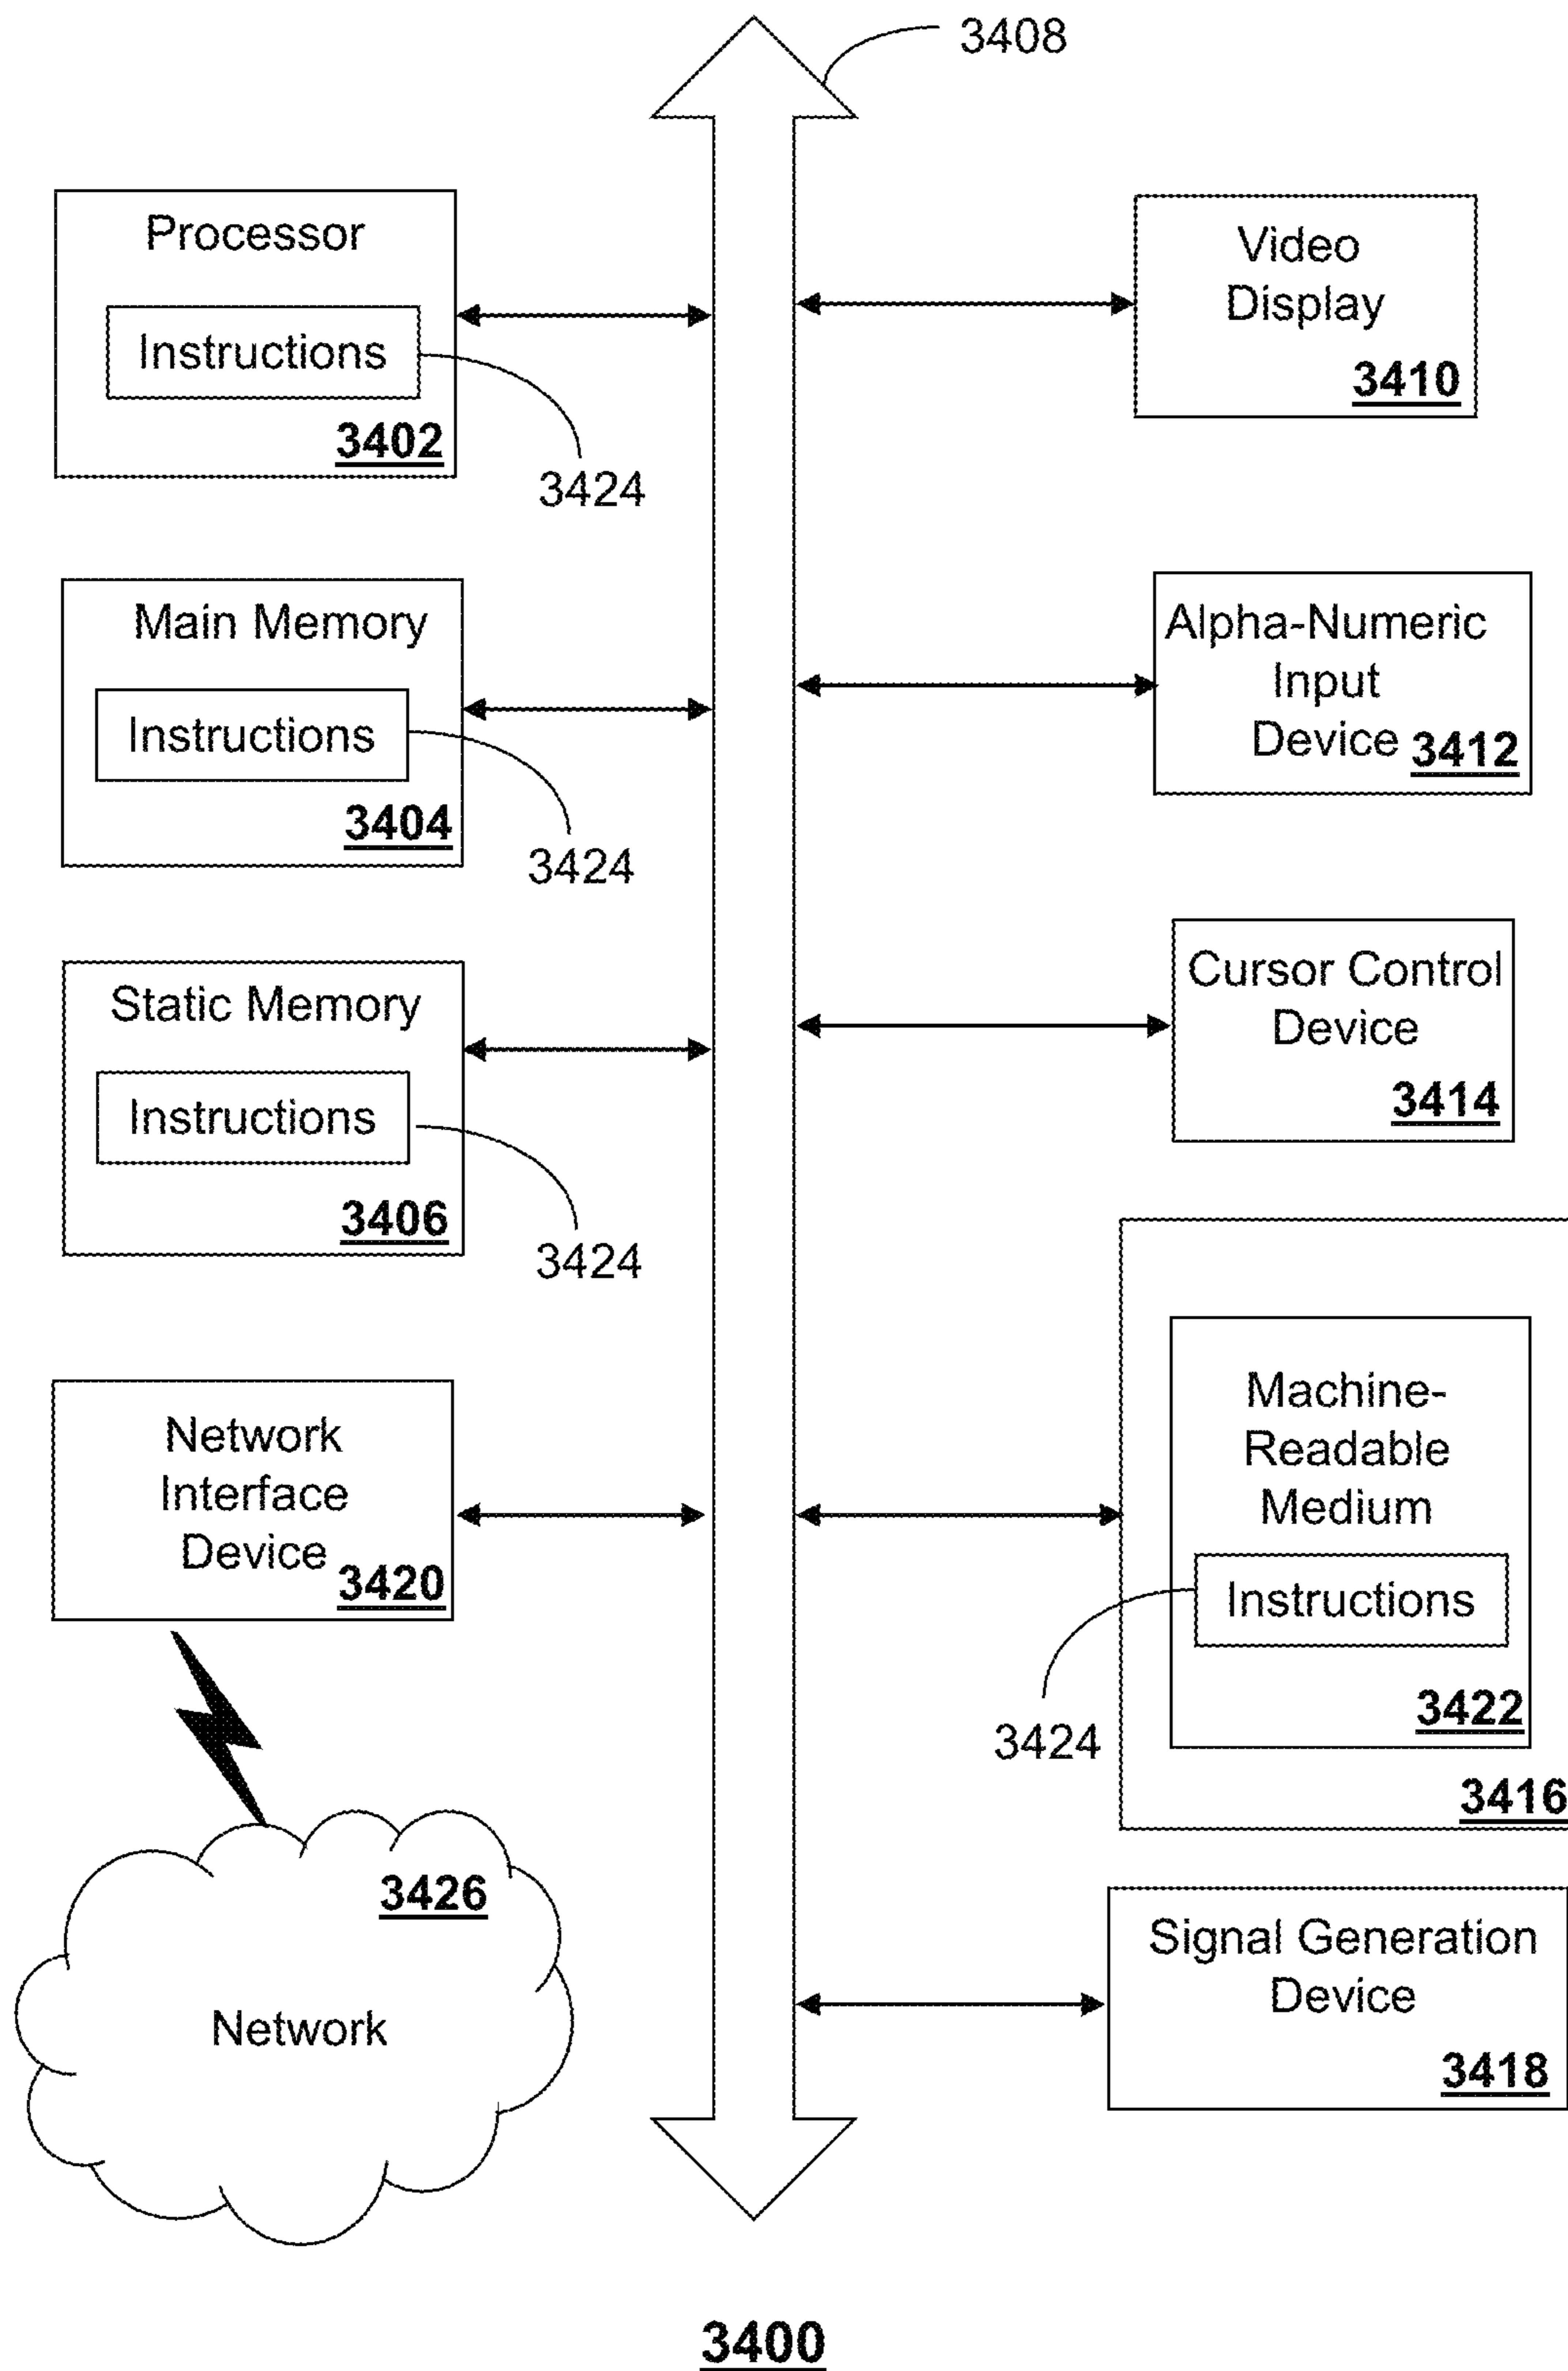 3408
Processor
Instructions
3402
3424
Video
Display
3410
Main Memory
Instructions
3404
3424
Alpha-Numeric
Input
Device 3412
Static Memory
Instructions
3406
3424
Cursor Control
Device
3414
Network
Interface
Device 3420
Machine-
Readable
Medium
Instructions
3422
3424
3416
3426
Network
Signal Generation
Device
3418
3400